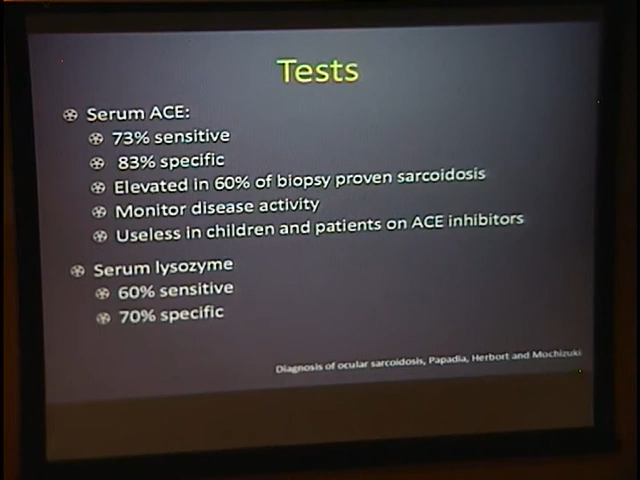 Tests
Serum ACE:
73% sensitive
83% specific
Elevated in 60% of biopsy proven sarcoidosis
Monitor disease activity
Useless in children and patients on ACE inhibitors
Serum lysozyme
60% sensitive
70% specific
Diagnosis of ocular sarcoidosis, Papadia, Herbort and Mochizuki